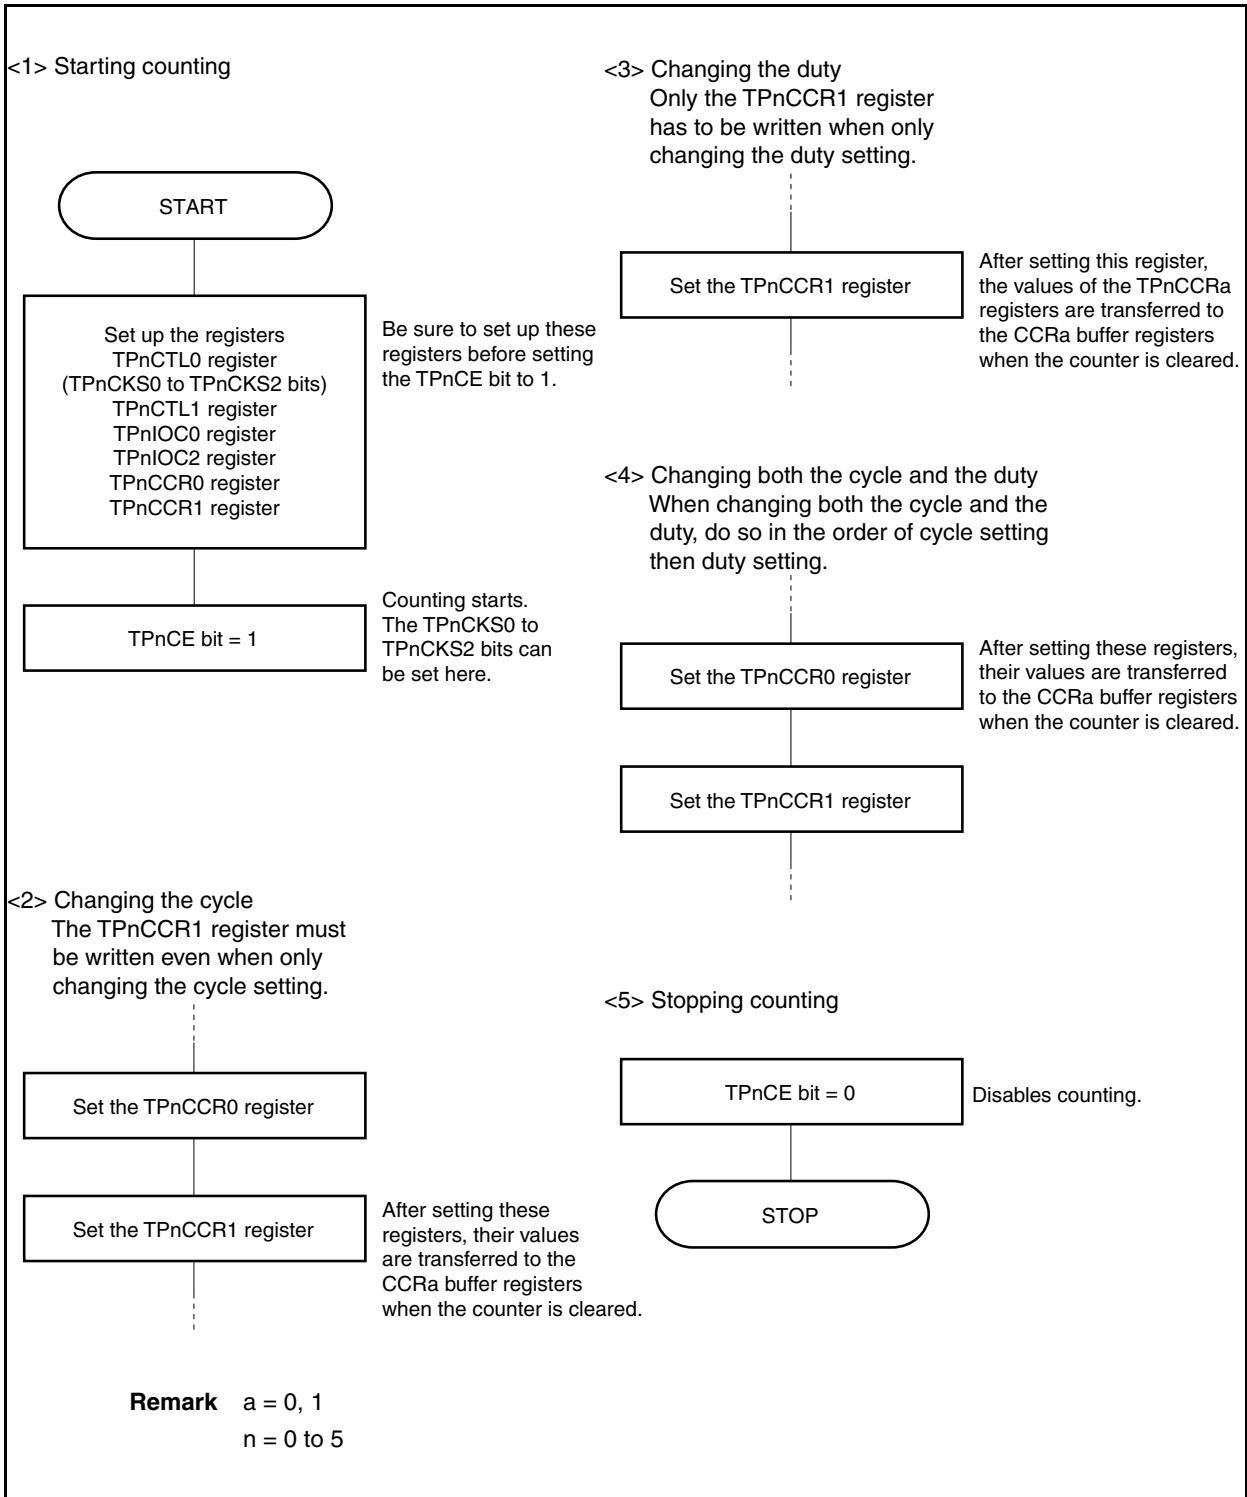 <1> Starting counting
START
Set up the registers
TPnCTL0 register
(TPnCKS0 to TPnCKS2 bits)
TPnCTL1 register
TPnIOC0 register
TPnIOC2 register
TPnCCR0 register
TPnCCR1 register
Be sure to set up these
registers before setting
the TPnCE bit to 1.
TPnCE bit = 1
Counting starts.
The TPnCKS0 to
TPnCKS2 bits can
be set here.
<2> Changing the cycle
The TPnCCR1 register must
be written even when only
changing the cycle setting.
Set the TPnCCR0 register
Set the TPnCCR1 register
After setting these
registers, their values
are transferred to the
CCRa buffer registers
when the counter is cleared.
<3> Changing the duty
Only the TPnCCR1 register
has to be written when only
changing the duty setting.
Set the TPnCCR1 register
After setting this register,
the values of the TPnCCRa
registers are transferred to
the CCRa buffer registers
when the counter is cleared.
<4> Changing both the cycle and the duty
When changing both the cycle and the
duty, do so in the order of cycle setting
then duty setting.
Set the TPnCCR0 register
After setting these registers,
their values are transferred
to the CCRa buffer registers
when the counter is cleared.
Set the TPnCCR1 register
<5> Stopping counting
TPnCE bit = 0
Disables counting.
STOP
Remark a = 0, 1
n = 0 to 5